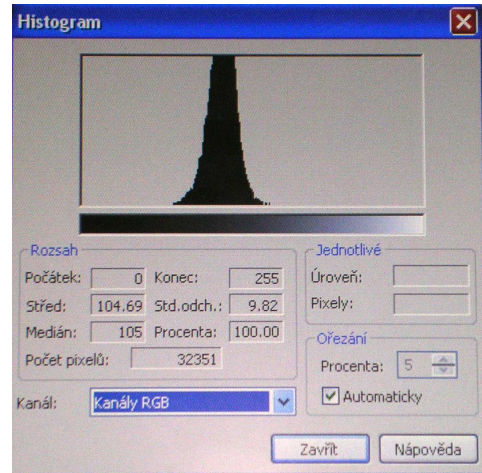 Histogram
Rozsah
Počátek: 0 Konec: 255
Střed: 104.69 Std.odch.: 9.82
Medián: 105 Procenta: 100.00
Počet pixelů: 32351
Jednotlivé
Úroveň:
Pixely:
Ořezání
Procenta: 5
Automaticky
Kanál: Kanály RGB
Zavřít Nápověda